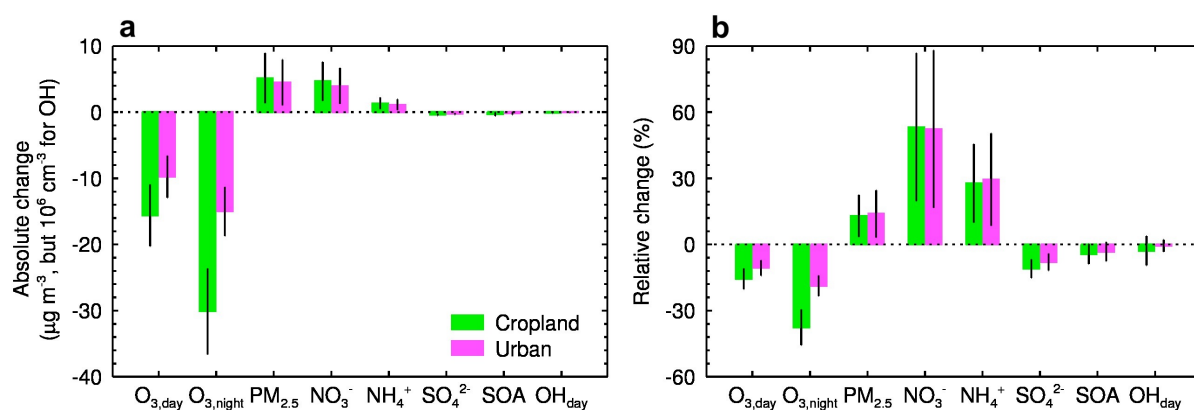 a
10
0
-10
-20
-30
-40
Absolute change
(μg m⁻³, but 10⁶ cm⁻³ for OH)
Cropland
Urban
O₃,day O₃,night PM₂.₅ NO₃⁻ NH₄⁺ SO₄²⁻ SOA OHday
b
90
60
30
0
-30
-60
Relative change (%)
O₃,day O₃,night PM₂.₅ NO₃⁻ NH₄⁺ SO₄²⁻ SOA OHday